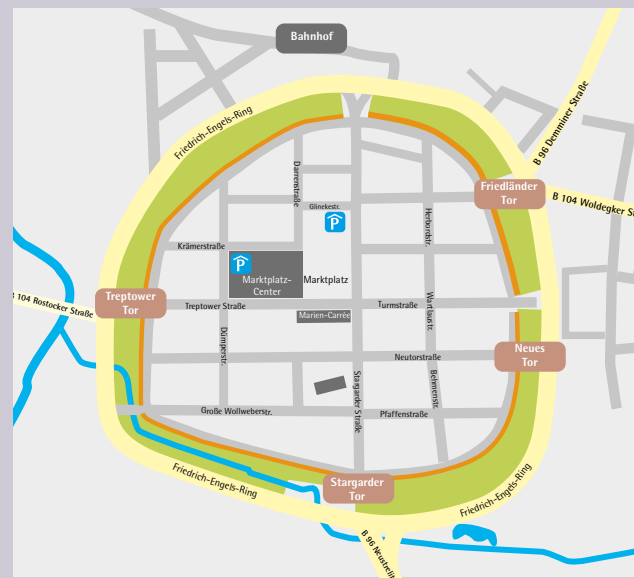 Bahnhof
B 96 Demminer Straße
Friedrich-Engels-Ring
Darrenstraße
Friedländer
Tor
B 104 Woldegker St
Glinekestr.
P
Herbordstr.
Krämerstraße
P
Marktplatz-
Center
Marktplatz
Treptower
Tor
104 Rostocker Straße
Treptower Straße
Turmstraße
Wartlaustr.
Marien-Carrée
Dümperstr.
Neutorstraße
Neues
Tor
Stargarder Straße
Behmenstr.
Große Wollweberstr.
Pfaffenstraße
Friedrich-Engels-Ring
Stargarder
Tor
Friedrich-Engels-Ring
B 96 Neustrelit